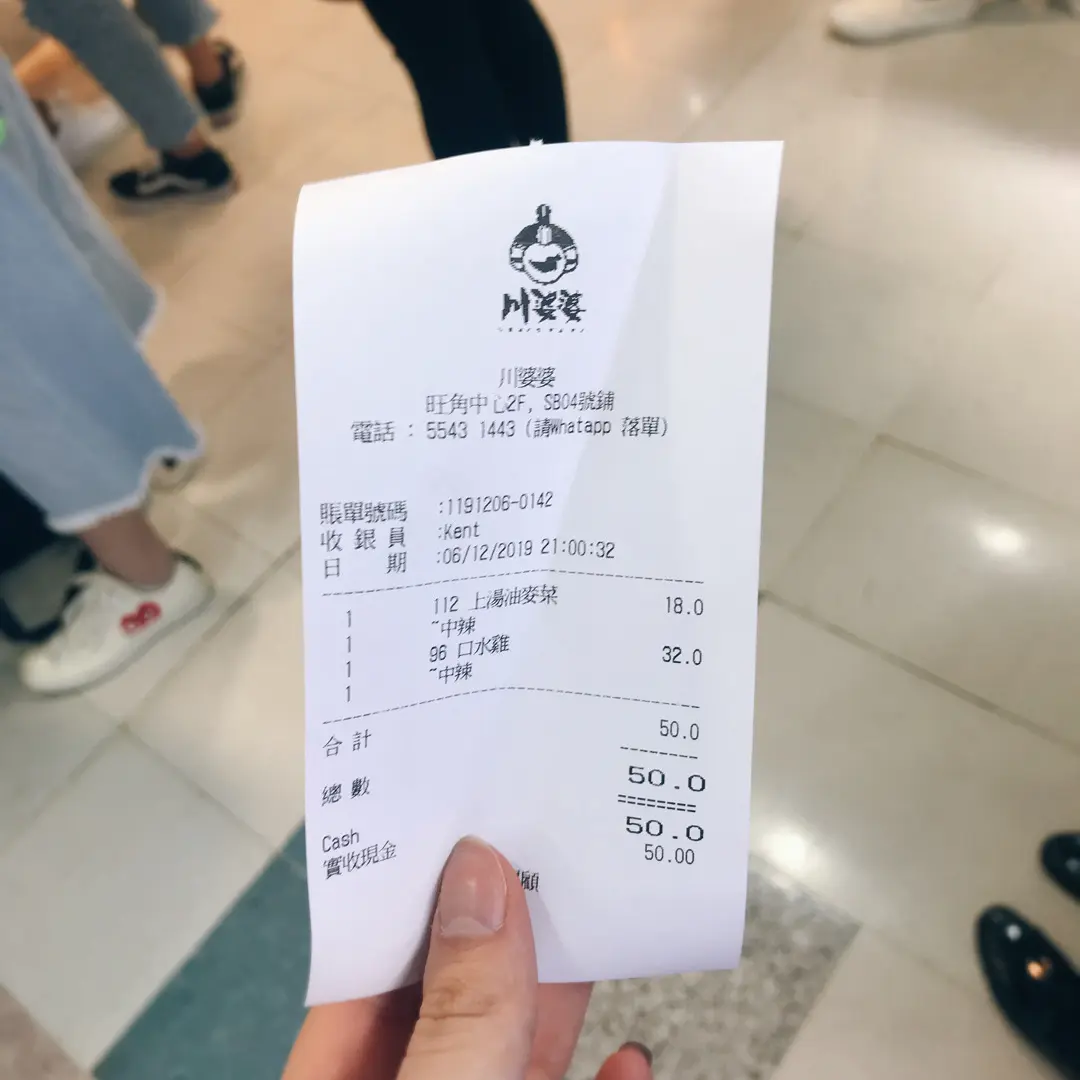 川婆婆
川婆婆
旺角中心2F, SB04號鋪
電話 : 5543 1443 (請Whatapp 落單)
賬單號碼 :1191206-0142
收銀員 :Kent
日 期 :06/12/2019 21:00:32
1 112 上湯油麥菜 18.0
1 ~中辣
1 96 口水雞 32.0
1 ~中辣
合計 50.0
總數 50.0
Cash 50.0
實收現金 50.00
顧